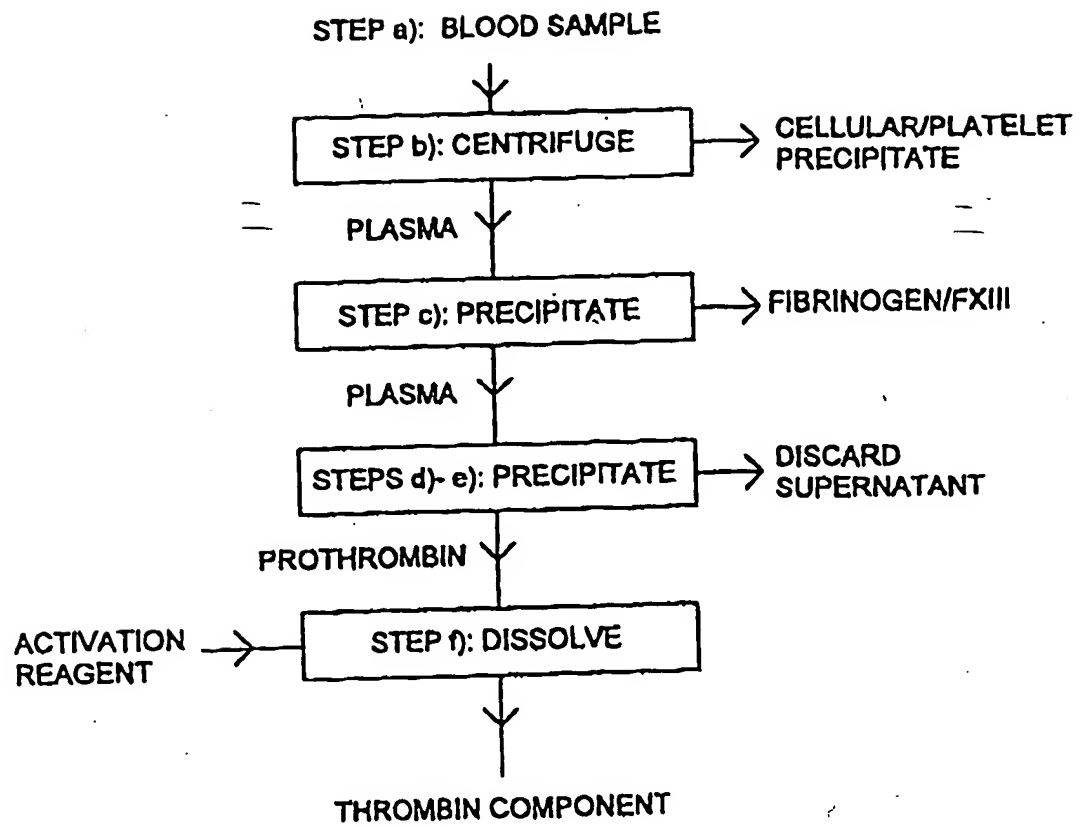 STEP a): BLOOD SAMPLE
STEP b): CENTRIFUGE
CELLULAR/PLATELET
PRECIPITATE
PLASMA
STEP c): PRECIPITATE
FIBRINOGEN/FXIII
PLASMA
STEPS d)- e): PRECIPITATE
DISCARD
SUPERNATANT
PROTHROMBIN
ACTIVATION
REAGENT
STEP f): DISSOLVE
THROMBIN COMPONENT